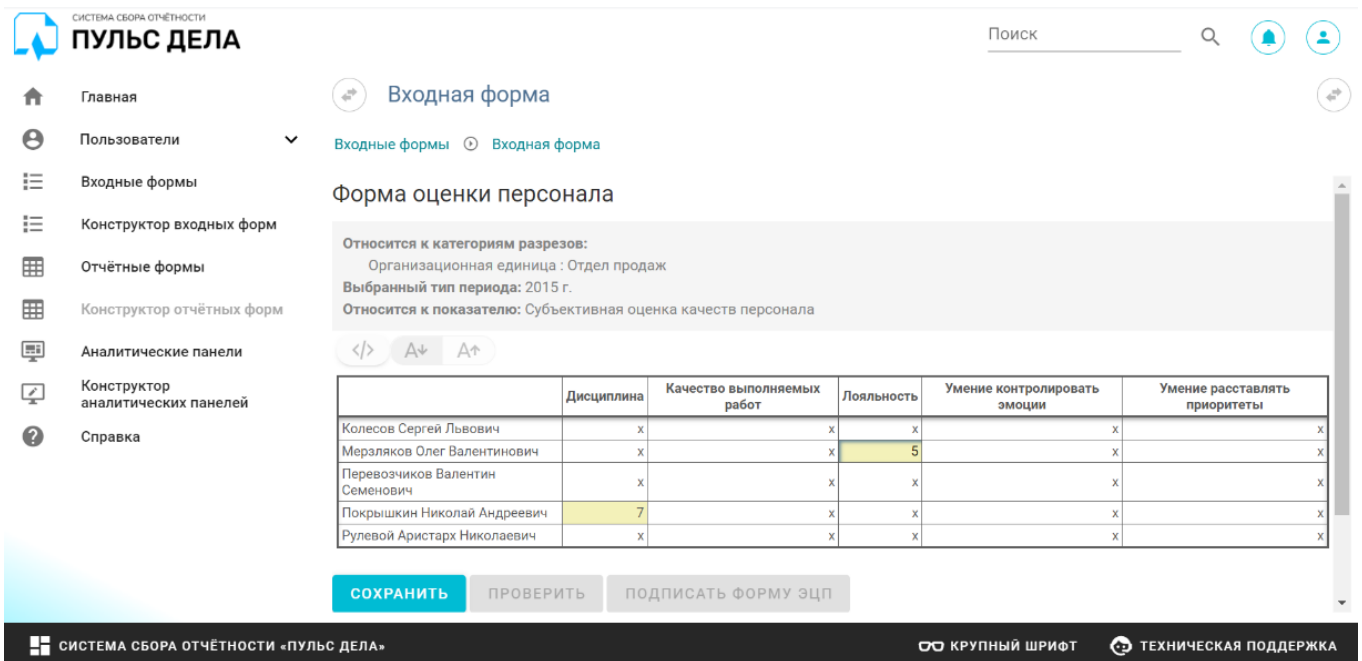 СИСТЕМА СБОРА ОТЧЁТНОСТИ
ПУЛЬС ДЕЛА
Поиск
Главная
Пользователи
Входные формы
Конструктор входных форм
Отчётные формы
Конструктор отчётных форм
Аналитические панели
Конструктор
аналитических панелей
Справка
Входная форма
Входные формы Входная форма
Форма оценки персонала
Относится к категориям разрезов:
Организационная единица : Отдел продаж
Выбранный тип периода: 2015 г.
Относится к показателю: Субъективная оценка качеств персонала
</> A A
Дисциплина Качество выполняемых работ Лояльность Умение контролировать эмоции Умение расставлять приоритеты
Колесов Сергей Львович x x x x x
Мерзляков Олег Валентинович x x 5 x x
Перевозчиков Валентин Семенович x x x x x
Покрышкин Николай Андреевич 7 x x x x
Рулевой Аристарх Николаевич x x x x x
СОХРАНИТЬ ПРОВЕРИТЬ ПОДПИСАТЬ ФОРМУ ЭЦП
СИСТЕМА СБОРА ОТЧЁТНОСТИ «ПУЛЬС ДЕЛА» КРУПНЫЙ ШРИФТ ТЕХНИЧЕСКАЯ ПОДДЕРЖКА